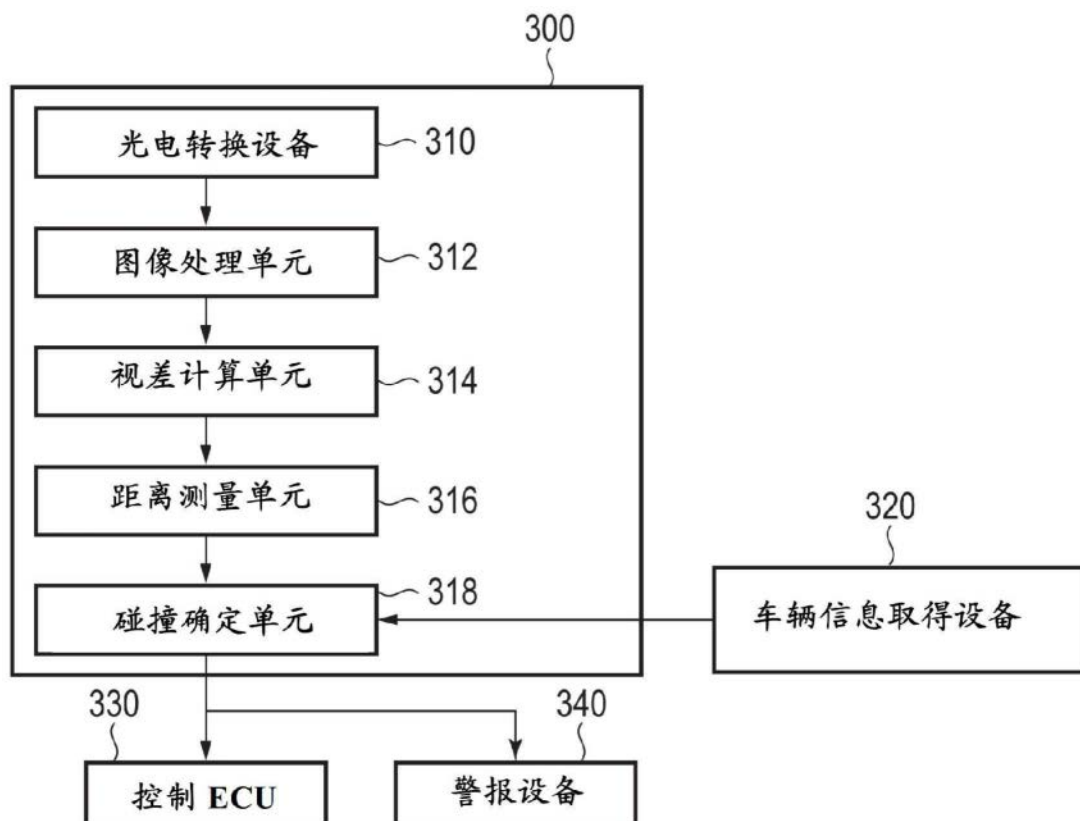 300
光电转换设备
310
图像处理单元
312
视差计算单元
314
距离测量单元
316
碰撞确定单元
318
320
车辆信息取得设备
330
控制 ECU
340
警报设备